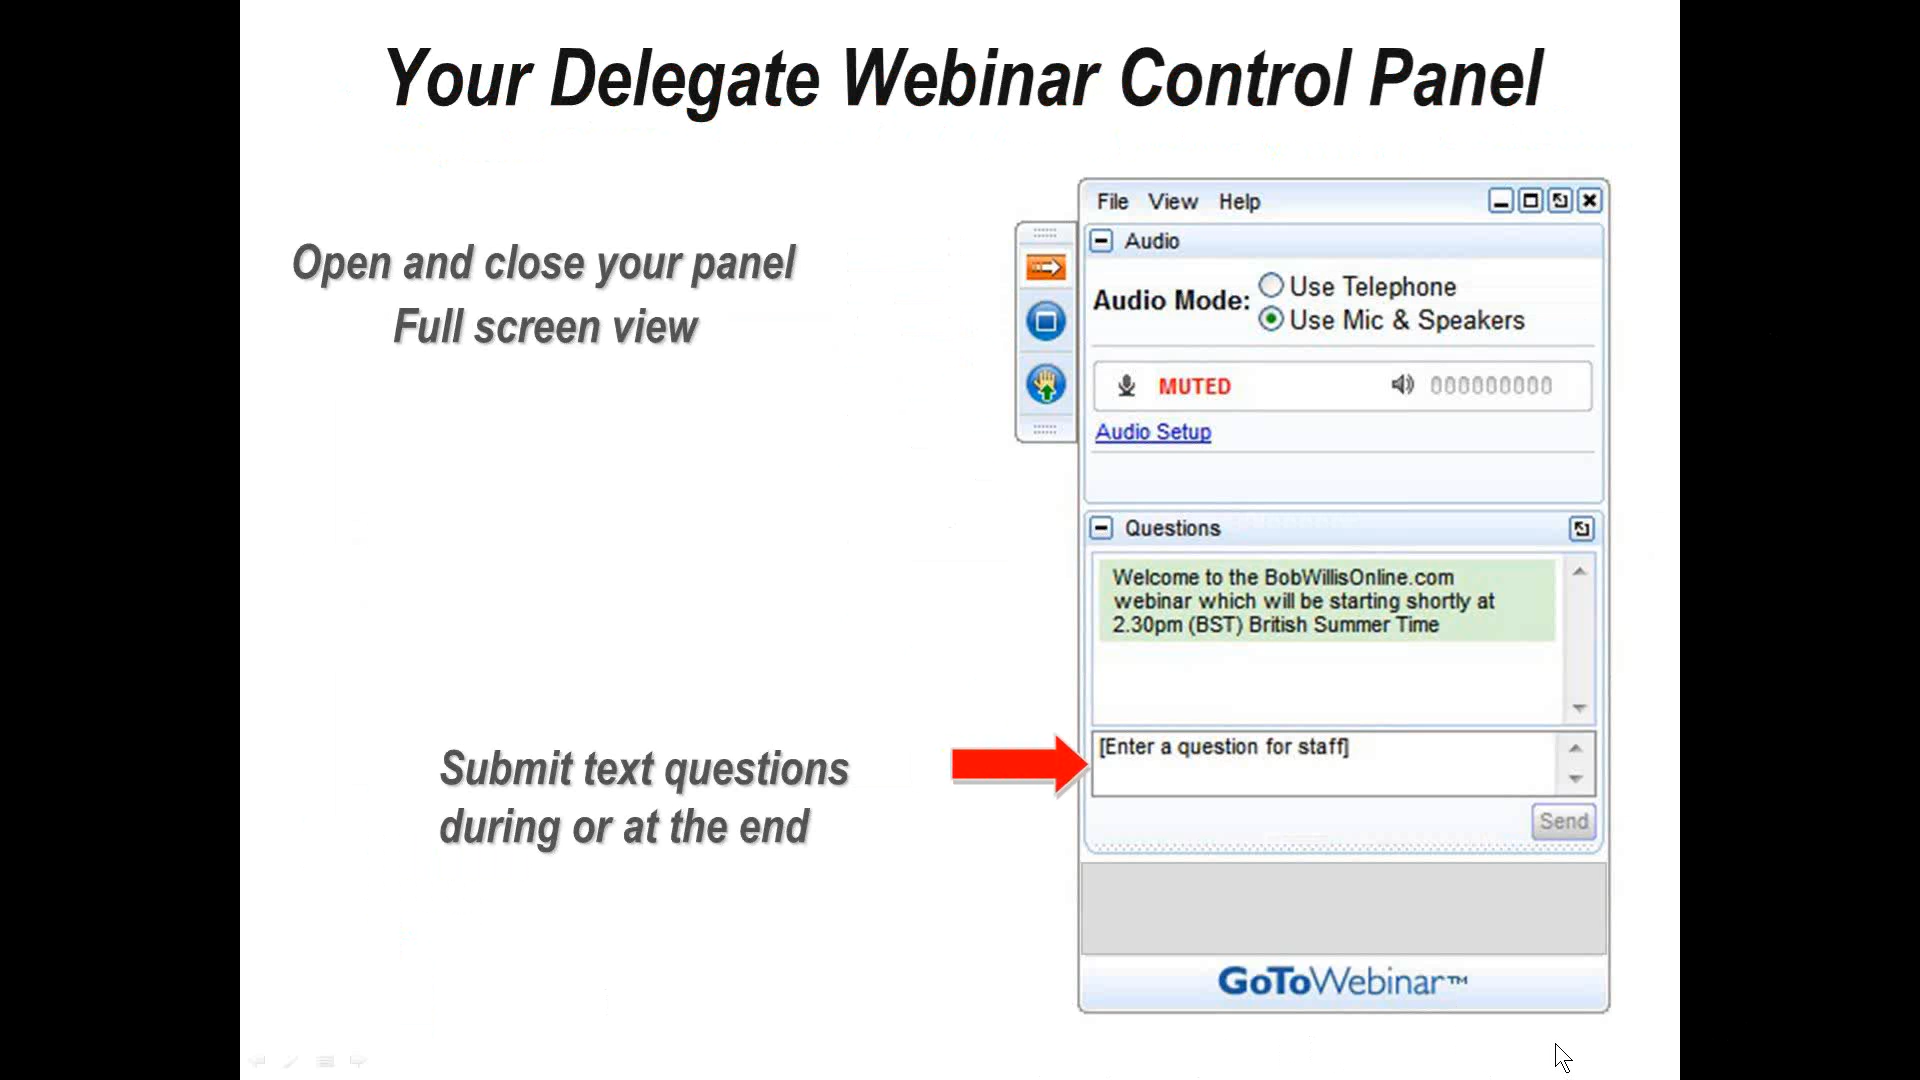 Your Delegate Webinar Control Panel
Open and close your panel
Full screen view
File View Help
Audio
Audio Mode:
Use Telephone
Use Mic & Speakers
MUTED
000000000
Audio Setup
Questions
Welcome to the BobWillisOnline.com
webinar which will be starting shortly at
2.30pm (BST) British Summer Time
Submit text questions
during or at the end
[Enter a question for staff]
Send
GoToWebinar™